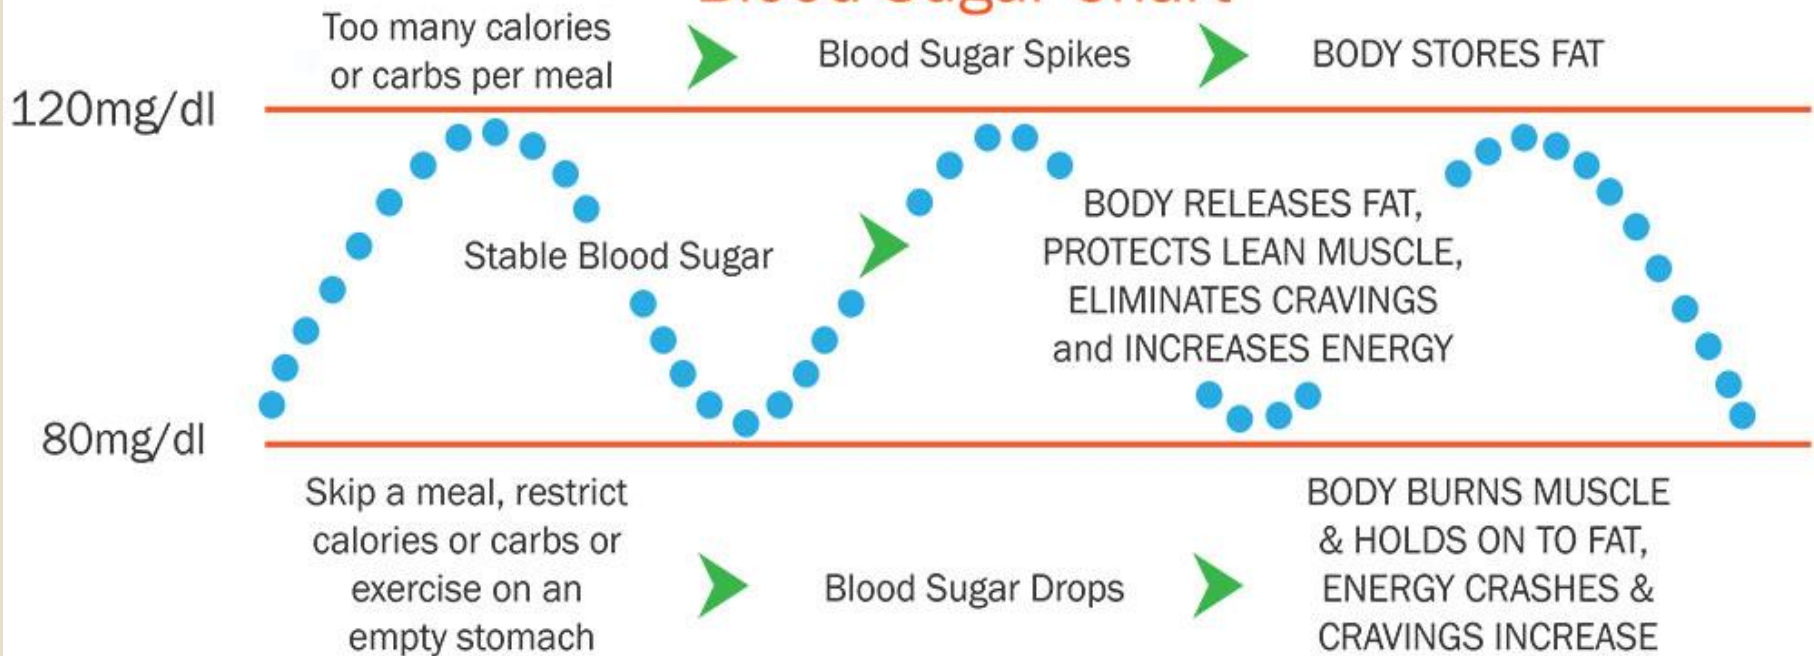 Blood Sugar Chart
Too many calories
or carbs per meal
Blood Sugar Spikes
BODY STORES FAT
120mg/dl
Stable Blood Sugar
BODY RELEASES FAT,
PROTECTS LEAN MUSCLE,
ELIMINATES CRAVINGS
and INCREASES ENERGY
80mg/dl
Skip a meal, restrict
calories or carbs or
exercise on an
empty stomach
Blood Sugar Drops
BODY BURNS MUSCLE
& HOLDS ON TO FAT,
ENERGY CRASHES &
CRAVINGS INCREASE